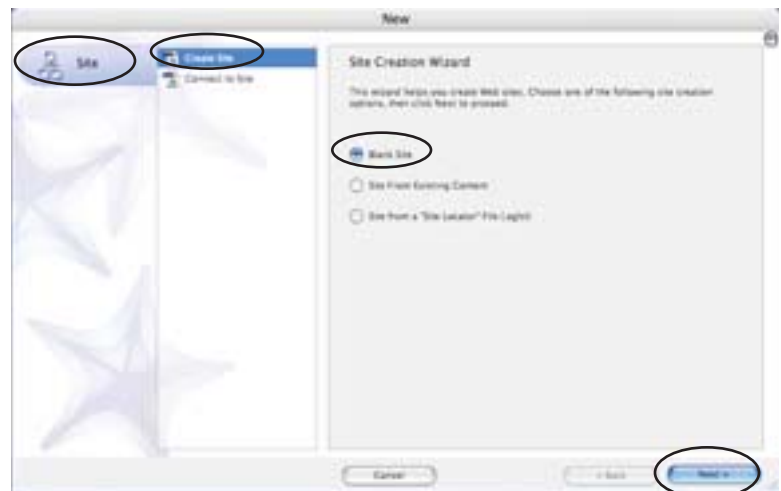 New
Site
Create Site
Connect to Site
Site Creation Wizard
This wizard helps you create Web sites. Choose one of the following site creation
options, then click Next to proceed.
Blank Site
Site From Existing Content
Site from a "Site Locator" File (.aglsl)
Cancel
< Back
Next >